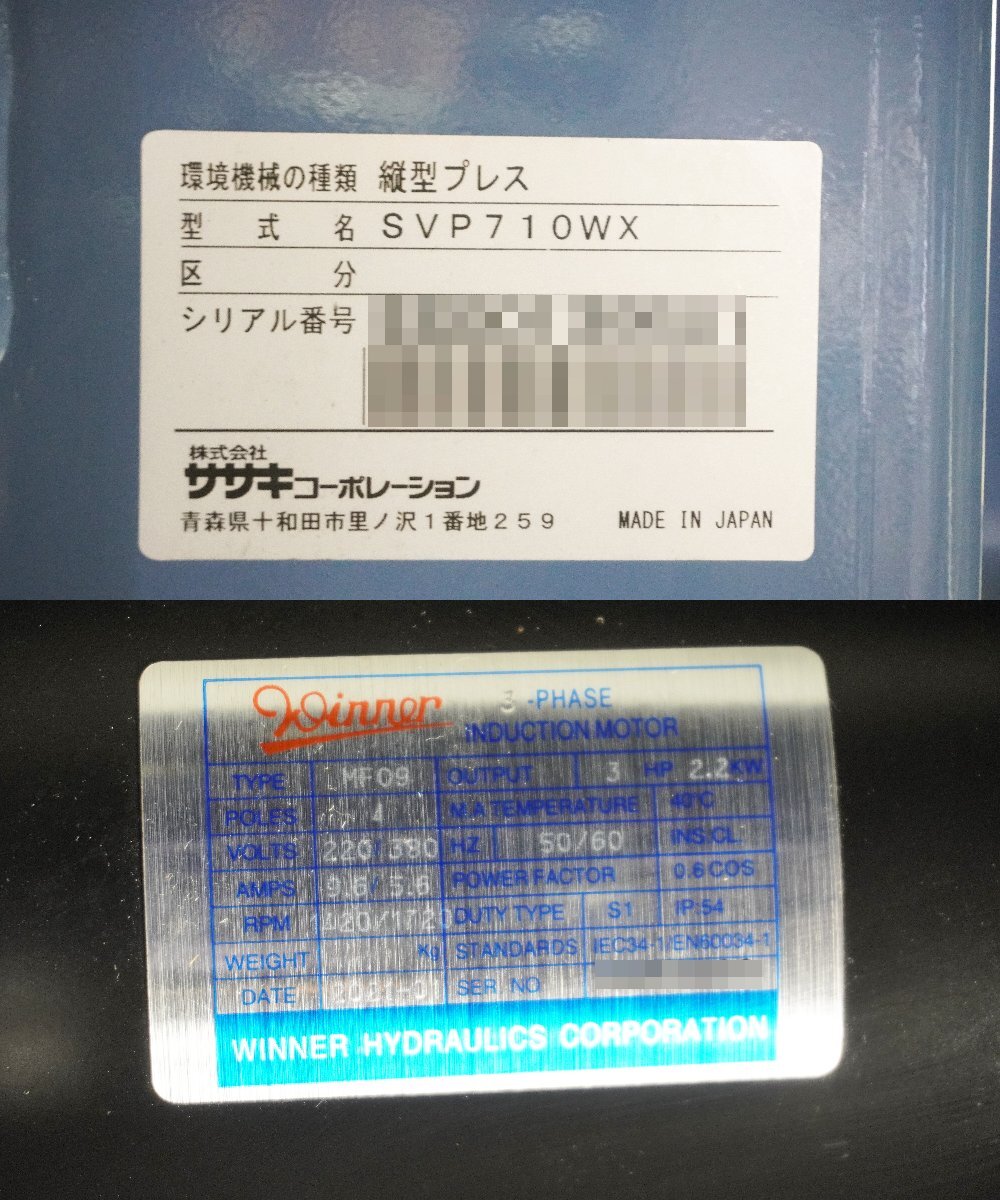 環境機械の種類 縦型プレス
型式名 SVP710WX
区分
シリアル番号
株式会社
ササキコーポレーション
青森県十和田市里ノ沢1番地259 MADE IN JAPAN
Winner 3 -PHASE
INDUCTION MOTOR
TYPE MF09 OUTPUT 3 HP 2.2 KW
POLES 4 M.A TEMPERATURE 40°C
VOLTS 220/380 HZ 50/60 INS.CL.
AMPS 9.6/5.6 POWER FACTOR 0.6 COS
RPM DUTY TYPE S1 IP:54
WEIGHT Kg STANDARDS IEC34-1/EN60034-1
DATE SER NO
WINNER HYDRAULICS CORPORATION